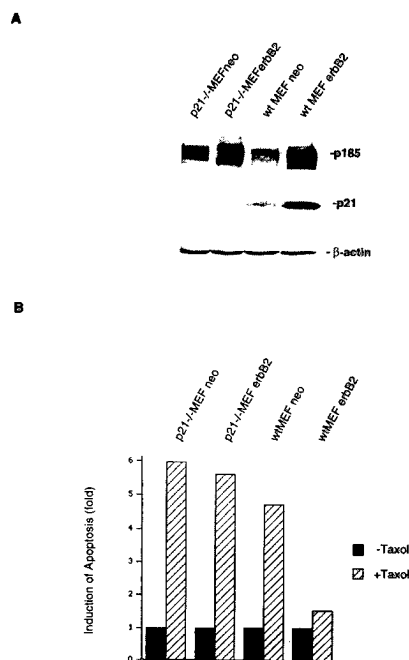 A
p21-/-MEFneo
p21-/-MEFerbB2
wt MEF neo
wt MEF erbB2
-p185
-p21
-β-actin
B
p21-/-MEF neo
p21-/-MEF erbB2
wtMEF neo
wtMEF erbB2
Induction of Apoptosis (fold)
6
5
4
3
2
1
0
-Taxol
+Taxol